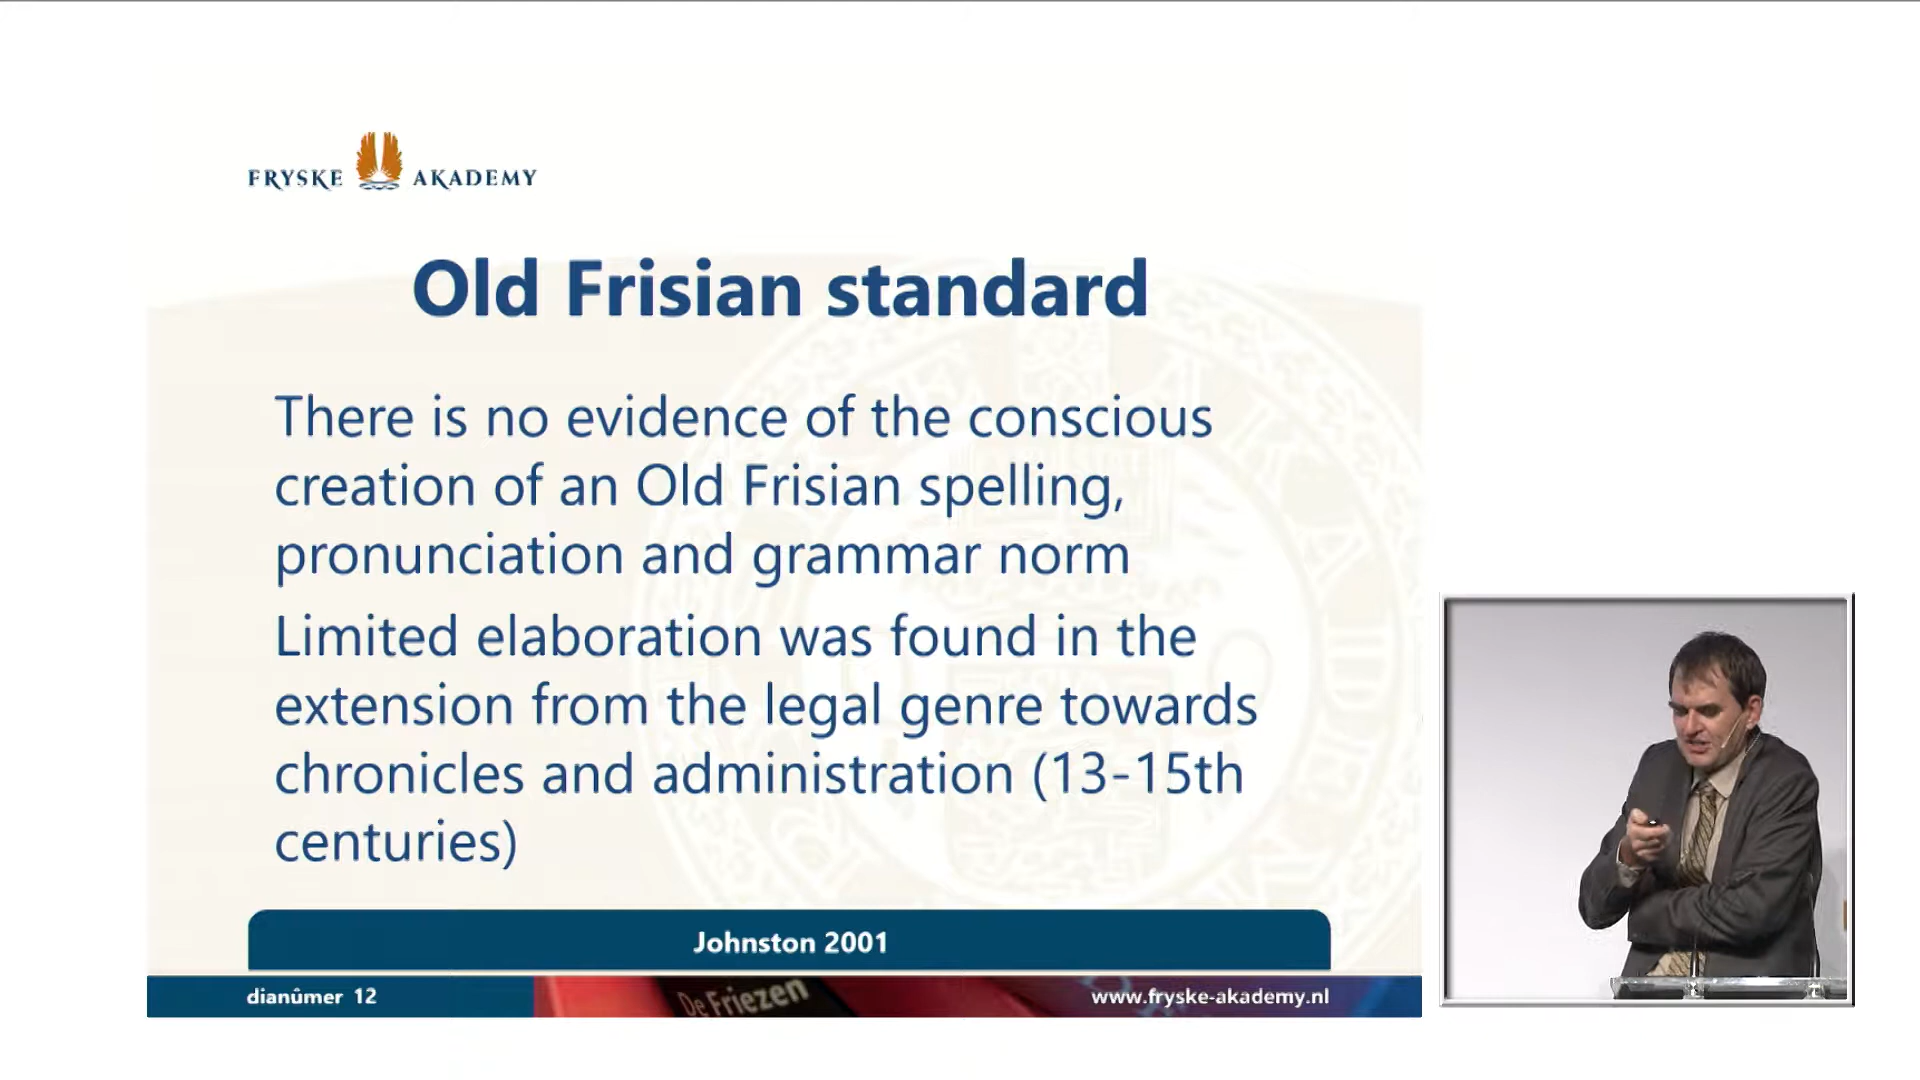 FRYSKE AKADEMY
Old Frisian standard
There is no evidence of the conscious
creation of an Old Frisian spelling,
pronunciation and grammar norm
Limited elaboration was found in the
extension from the legal genre towards
chronicles and administration (13-15th
centuries)
Johnston 2001
dianûmer 12
De Friezen
www.fryske-akademy.nl